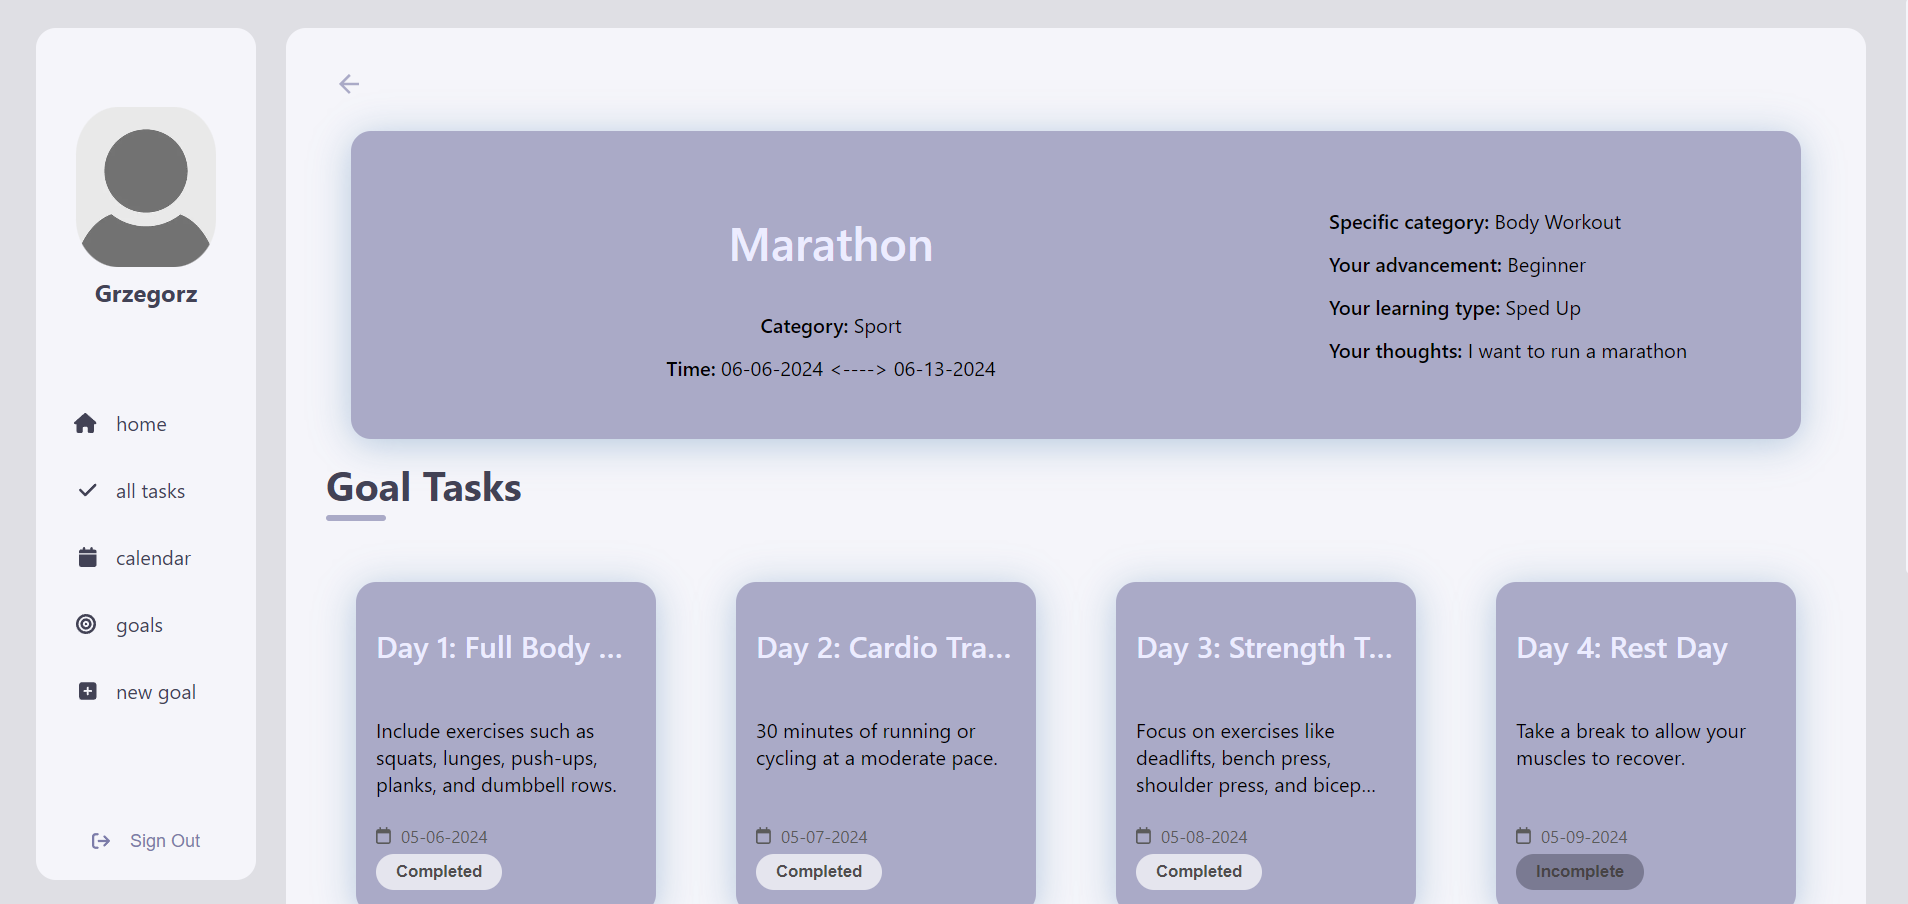 Grzegorz
home
all tasks
calendar
goals
new goal
Sign Out
Marathon
Category: Sport
Time: 06-06-2024 <----> 06-13-2024
Specific category: Body Workout
Your advancement: Beginner
Your learning type: Sped Up
Your thoughts: I want to run a marathon
Goal Tasks
Day 1: Full Body ...
Include exercises such as
squats, lunges, push-ups,
planks, and dumbbell rows.
05-06-2024
Completed
Day 2: Cardio Tra...
30 minutes of running or
cycling at a moderate pace.
05-07-2024
Completed
Day 3: Strength T...
Focus on exercises like
deadlifts, bench press,
shoulder press, and bicep...
05-08-2024
Completed
Day 4: Rest Day
Take a break to allow your
muscles to recover.
05-09-2024
Incomplete